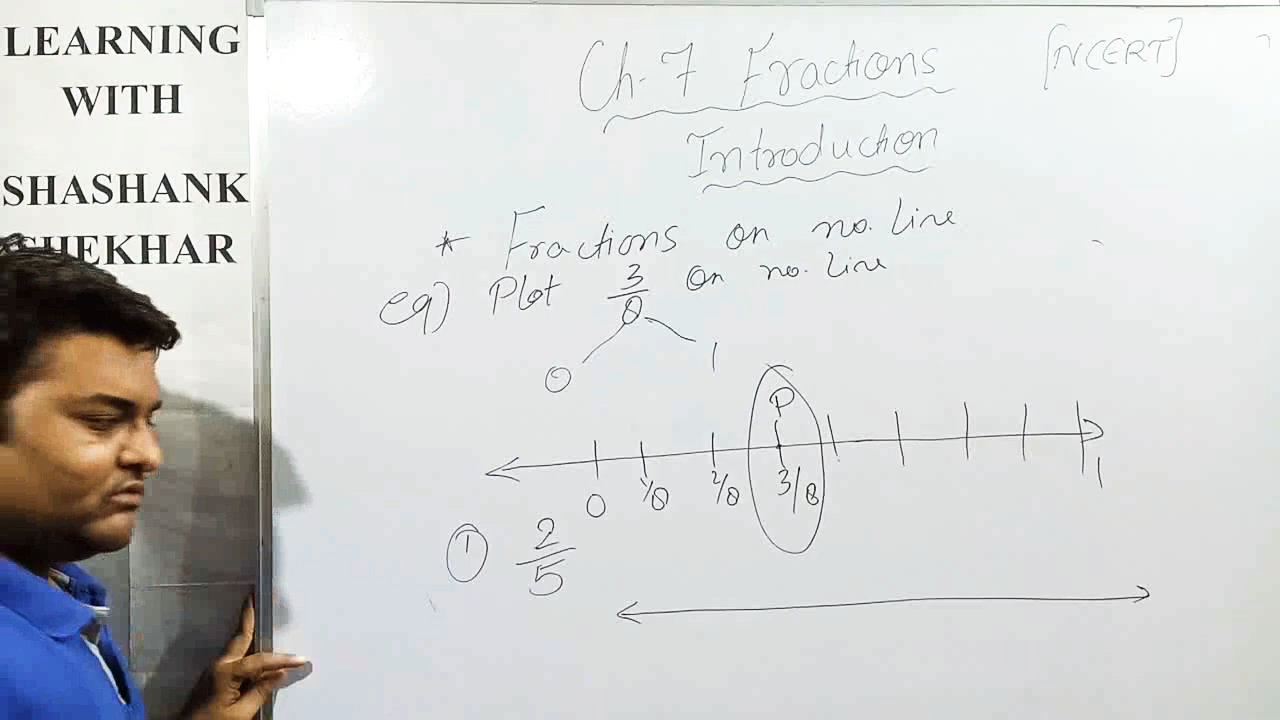 LEARNING
WITH
SHASHANK
SHEKHAR
Ch-7 Fractions [NCERT]
Introduction
* Fractions on no. line
eg) Plot 3/8 on no. line
0 1
P
0 1/8 2/8 3/8 1
① 2/5